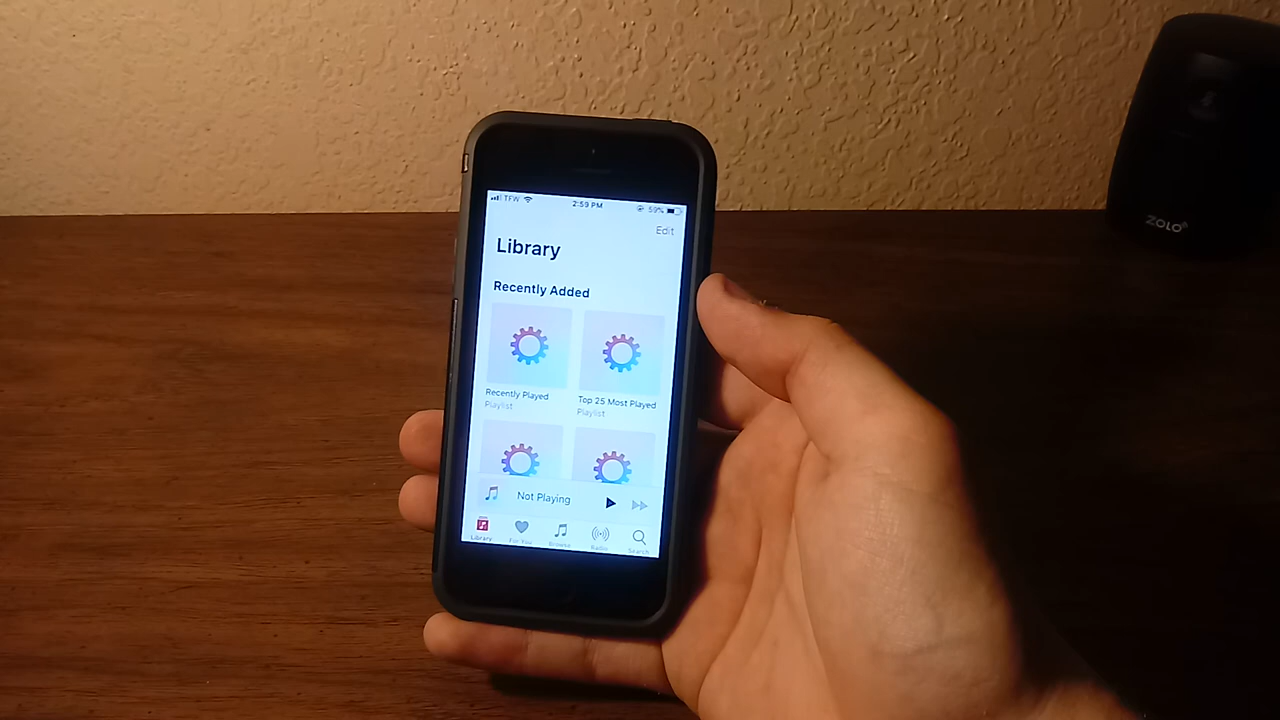 TFW 2:59 PM 59%
Edit
Library
Recently Added
Recently Played Top 25 Most Played
Playlist Playlist
Not Playing
Library For You Browse Radio Search
ZOLO